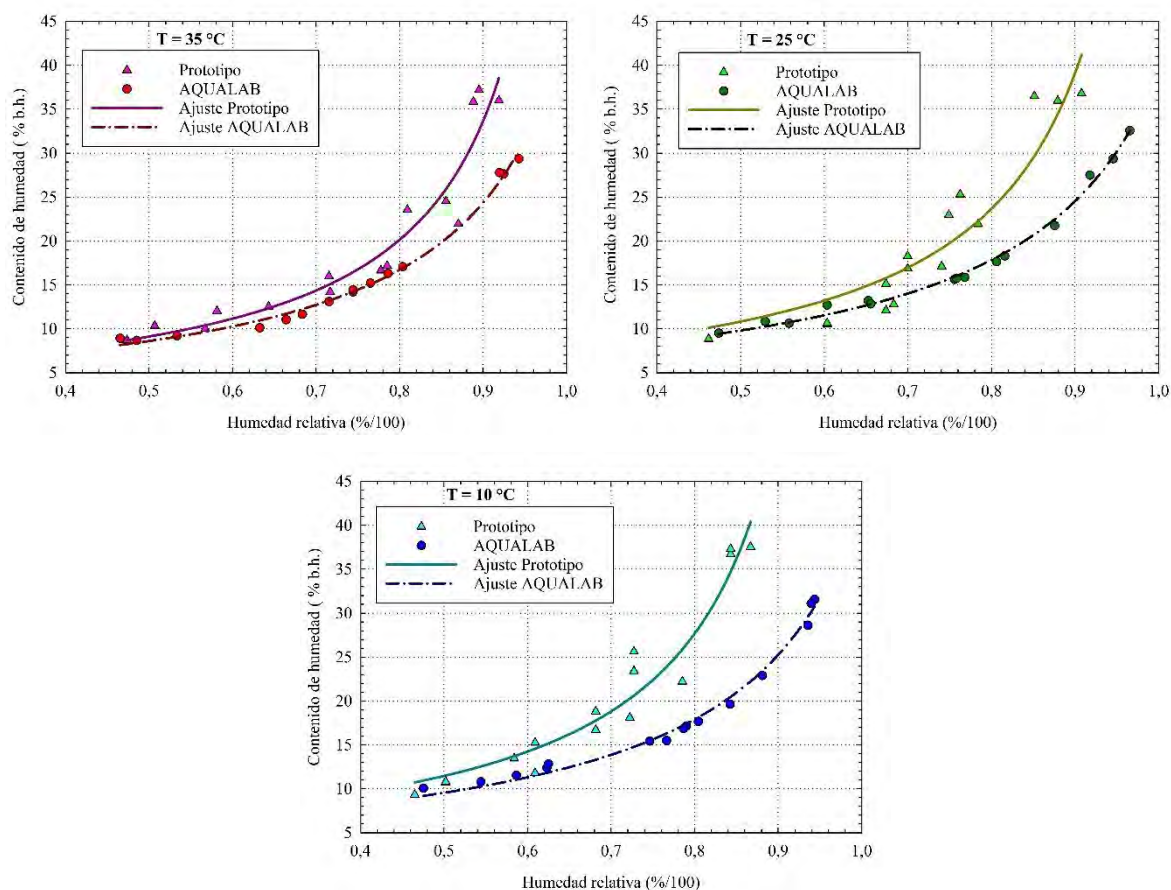 T = 35 °C
Prototipo
AQUALAB
Ajuste Prototipo
Ajuste AQUALAB
Contenido de humedad ( % b.h.)
45
40
35
30
25
20
15
10
5
0,4 0,5 0,6 0,7 0,8 0,9 1,0
Humedad relativa (%/100)
T = 25 °C
Prototipo
AQUALAB
Ajuste Prototipo
Ajuste AQUALAB
Contenido de humedad ( % b.h.)
45
40
35
30
25
20
15
10
5
0,4 0,5 0,6 0,7 0,8 0,9 1,0
Humedad relativa (%/100)
T = 10 °C
Prototipo
AQUALAB
Ajuste Prototipo
Ajuste AQUALAB
Contenido de humedad ( % b.h.)
45
40
35
30
25
20
15
10
5
0,4 0,5 0,6 0,7 0,8 0,9 1,0
Humedad relativa (%/100)